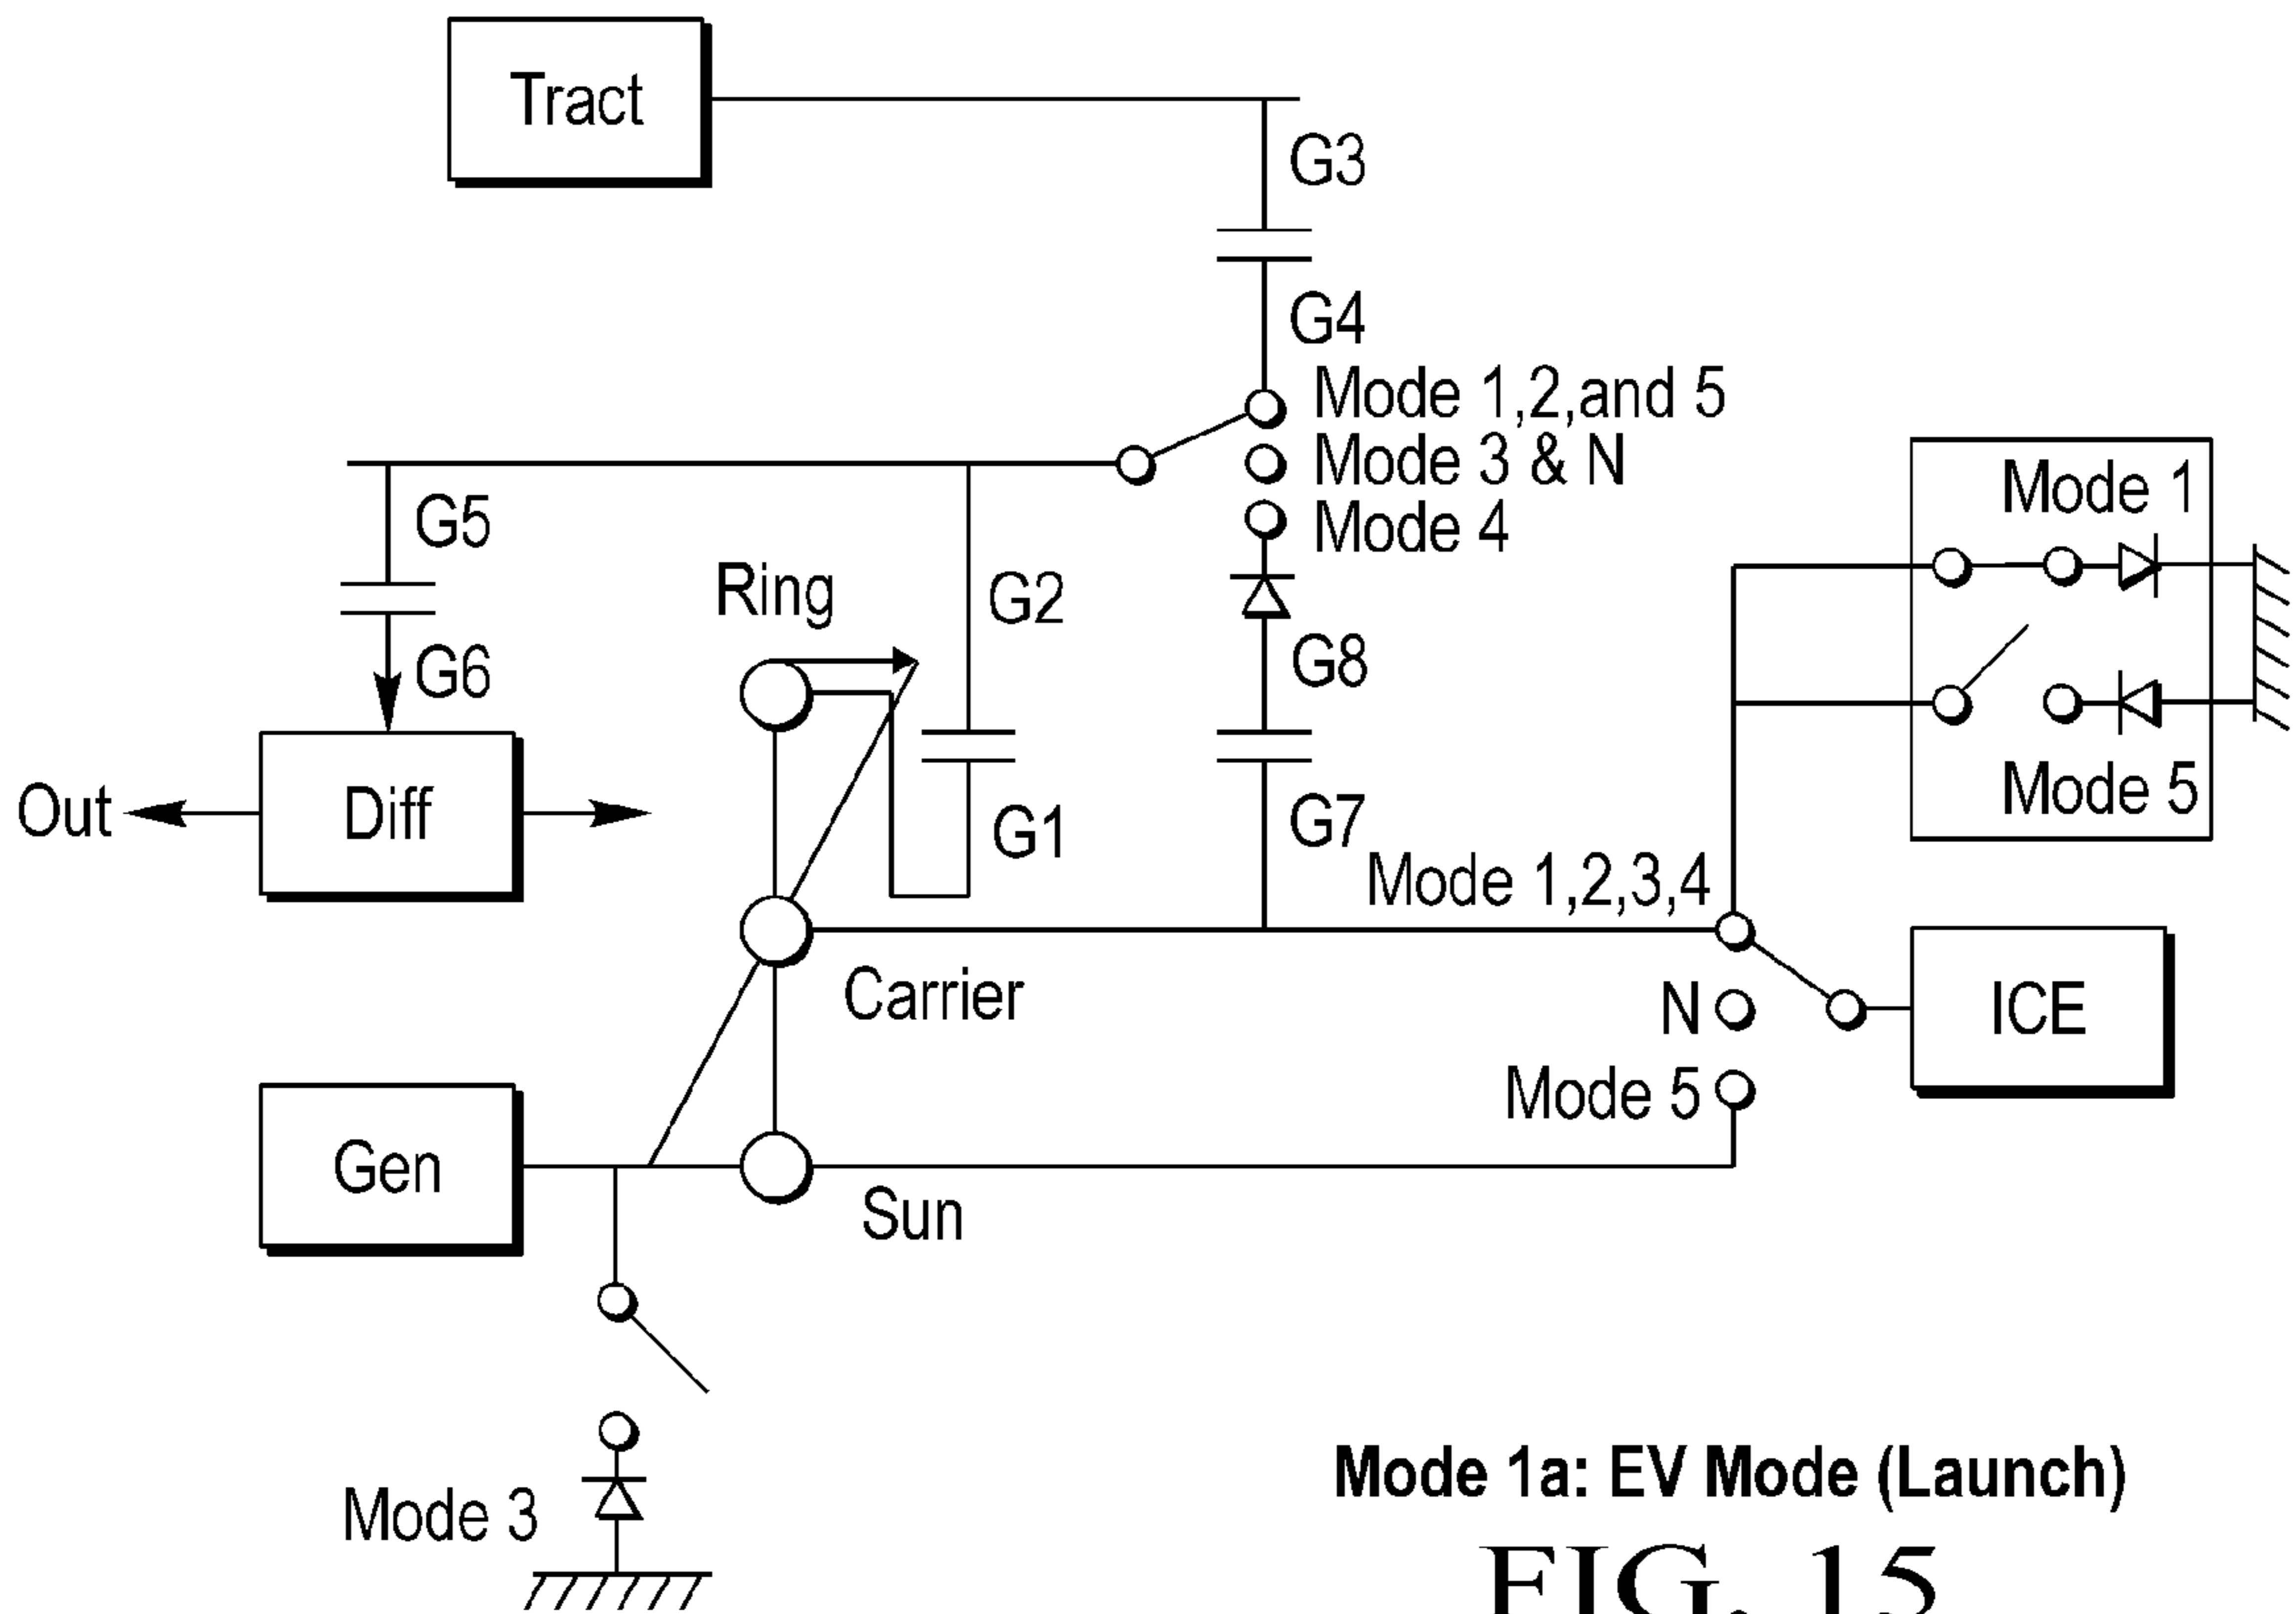 Tract
G3
G4
Mode 1,2,and 5
Mode 3 & N
Mode 4
G5
G6
Ring
G2
G8
Mode 1
Mode 5
Out
Diff
G1
G7
Mode 1,2,3,4
Carrier
N
ICE
Mode 5
Gen
Sun
Mode 3
Mode 1a: EV Mode (Launch)
FIG. 15